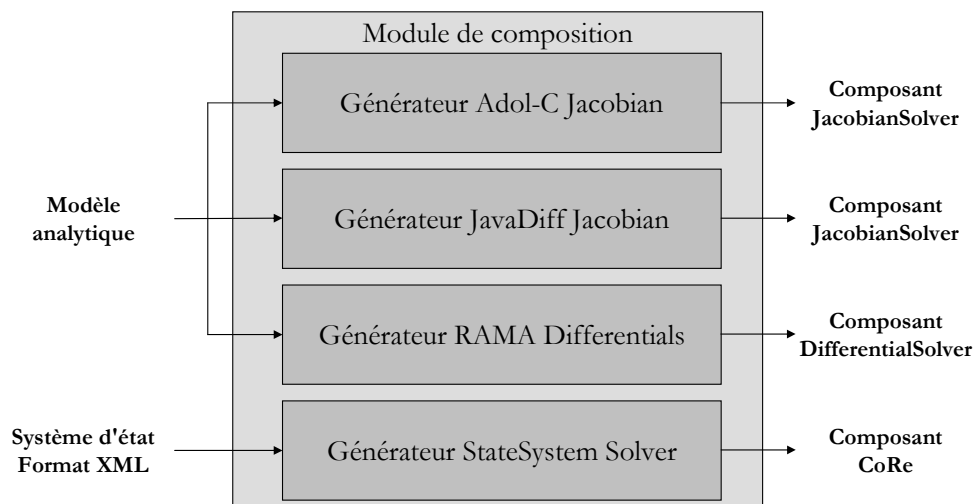 Module de composition
Générateur Adol-C Jacobian
Composant
JacobianSolver
Modèle
analytique
Générateur JavaDiff Jacobian
Composant
JacobianSolver
Générateur RAMA Differentials
Composant
DifferentialSolver
Système d'état
Format XML
Générateur StateSystem Solver
Composant
CoRe